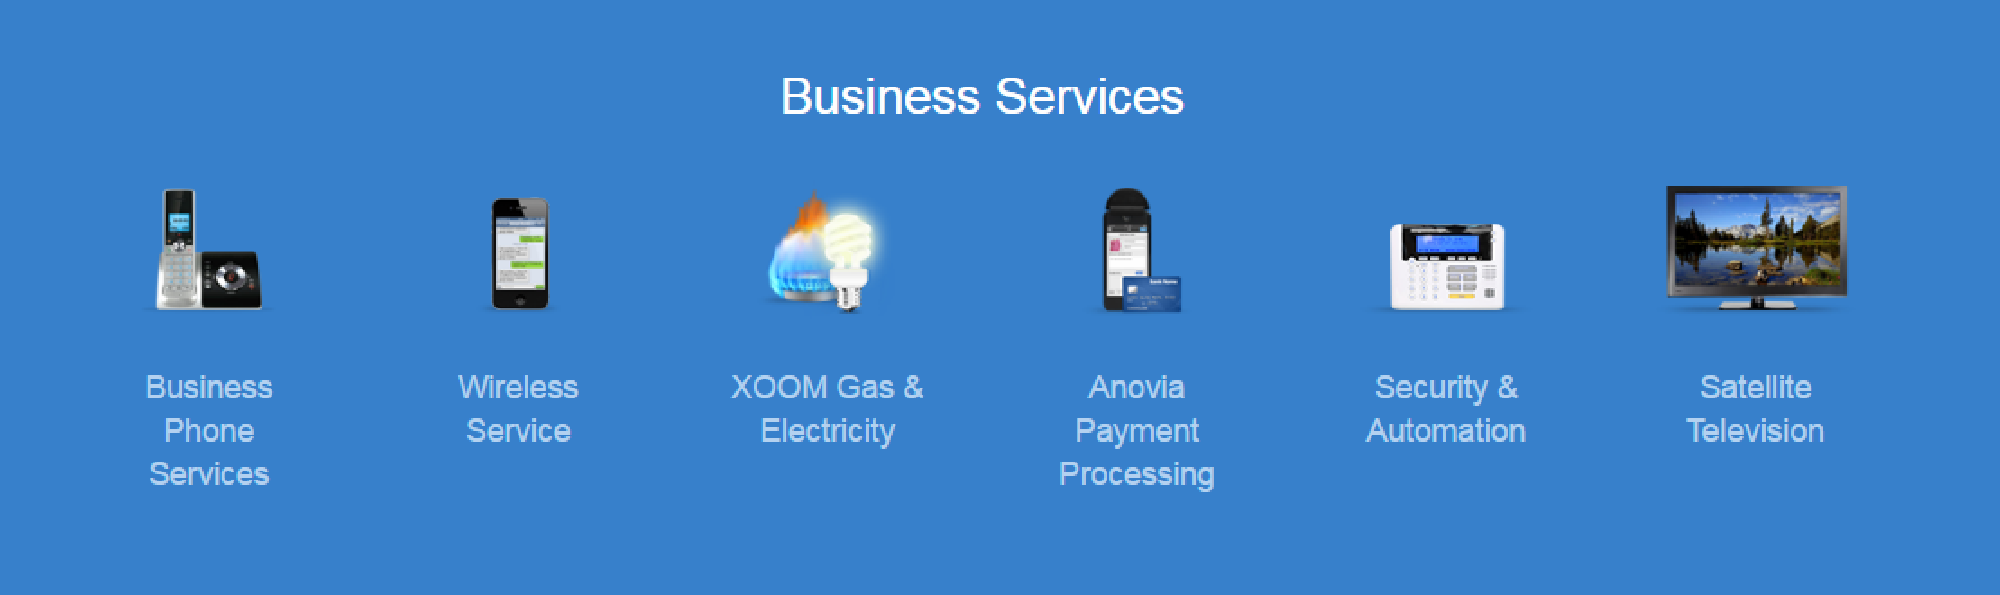 Business Services
Business
Phone
Services
Wireless
Service
XOOM Gas &
Electricity
Anovia
Payment
Processing
Security &
Automation
Satellite
Television